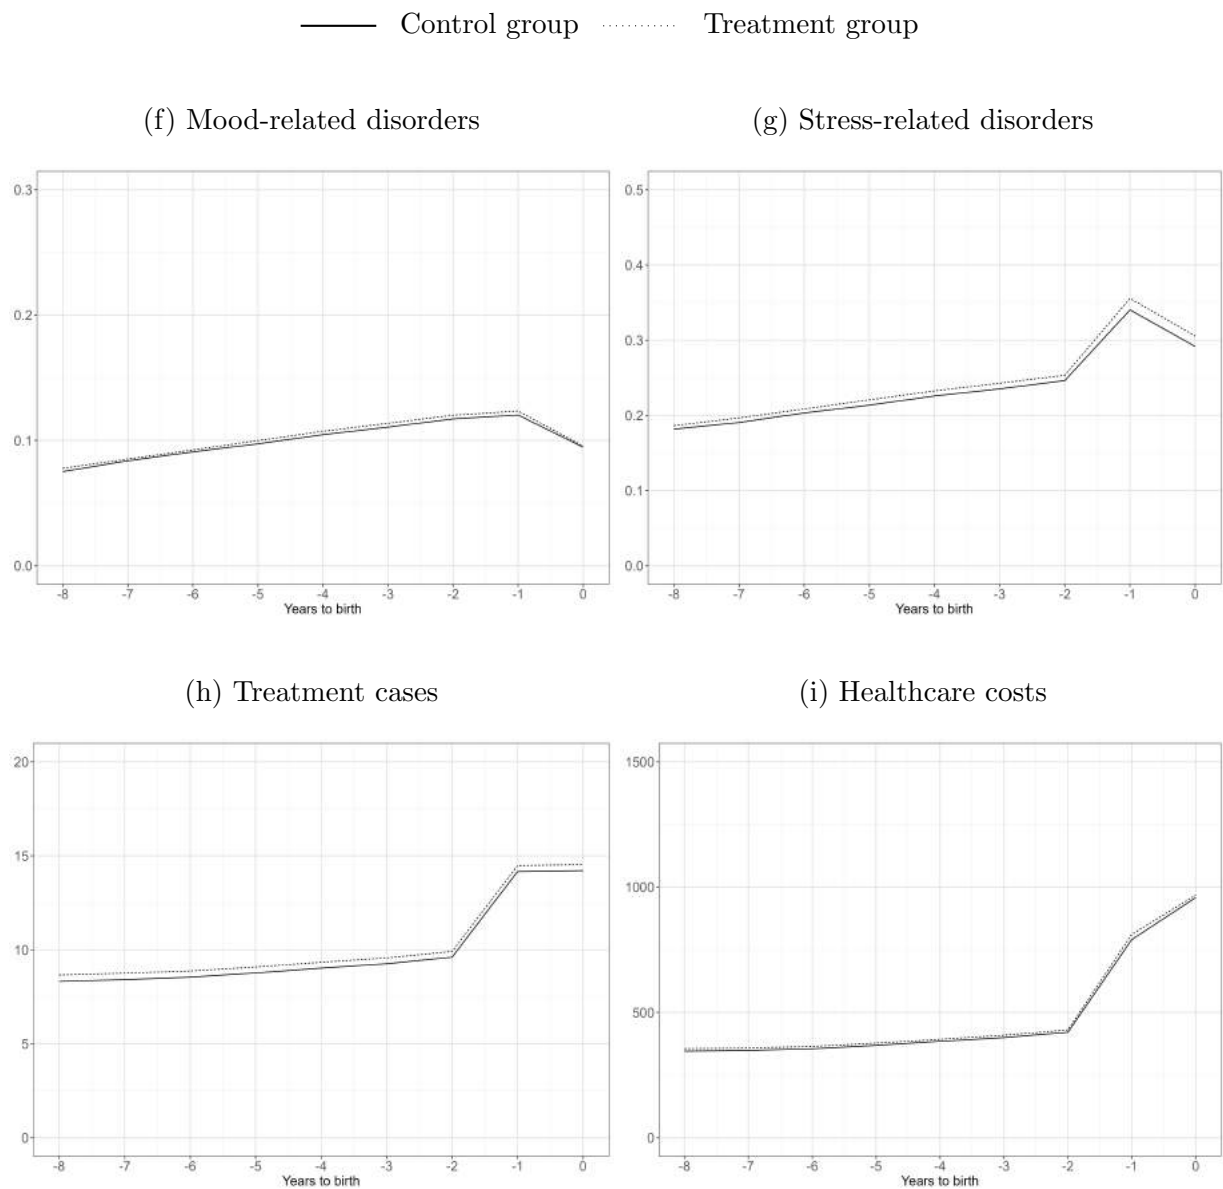 Control group Treatment group
(f) Mood-related disorders
0.3
0.2
0.1
0.0
-8 -7 -6 -5 -4 -3 -2 -1 0
Years to birth
(g) Stress-related disorders
0.5
0.4
0.3
0.2
0.1
0.0
-8 -7 -6 -5 -4 -3 -2 -1 0
Years to birth
(h) Treatment cases
20
15
10
5
0
-8 -7 -6 -5 -4 -3 -2 -1 0
Years to birth
(i) Healthcare costs
1500
1000
500
0
-8 -7 -6 -5 -4 -3 -2 -1 0
Years to birth